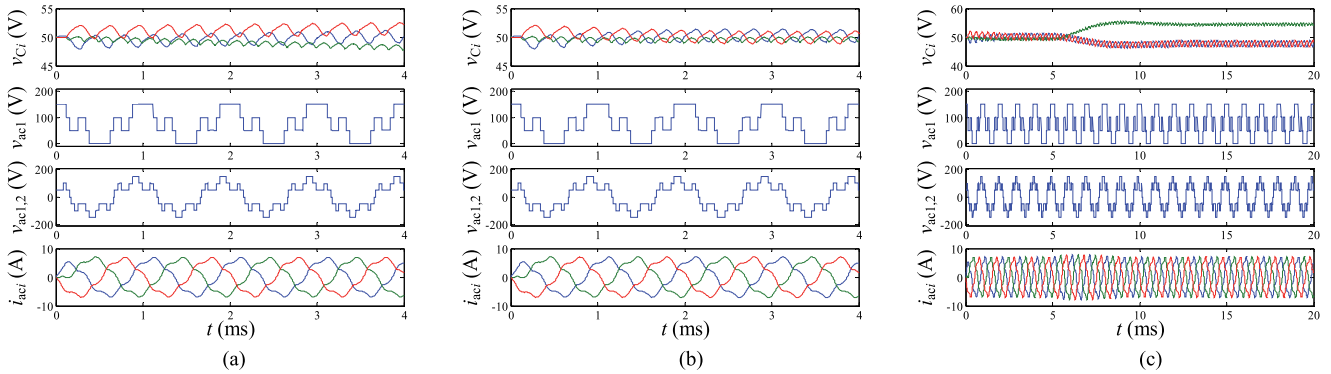 55
50
45
v_Ci (V)
0 1 2 3 4
200
100
0
v_ac1 (V)
0 1 2 3 4
200
0
-200
v_ac1,2 (V)
0 1 2 3 4
10
0
-10
i_aci (A)
0 1 2 3 4
t (ms)
(a)
55
50
45
v_Ci (V)
0 1 2 3 4
200
100
0
v_ac1 (V)
0 1 2 3 4
200
0
-200
v_ac1,2 (V)
0 1 2 3 4
10
0
-10
i_aci (A)
0 1 2 3 4
t (ms)
(b)
60
50
40
v_Ci (V)
0 5 10 15 20
200
100
0
v_ac1 (V)
0 5 10 15 20
200
0
-200
v_ac1,2 (V)
0 5 10 15 20
10
0
-10
i_aci (A)
0 5 10 15 20
t (ms)
(c)